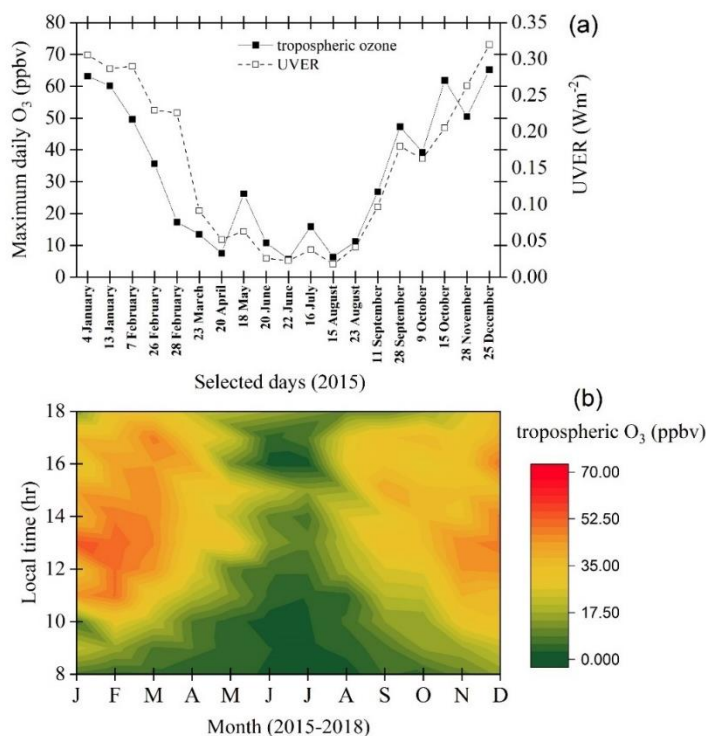 (a)
80
70
60
50
40
30
20
10
0
Maximum daily O3 (ppbv)
tropospheric ozone
UVER
0.35
0.30
0.25
0.20
0.15
0.10
0.05
0.00
UVER (Wm-2)
4 January
13 January
7 February
26 February
28 February
23 March
20 April
18 May
20 June
22 June
16 July
15 August
23 August
11 September
28 September
9 October
15 October
28 November
25 December
Selected days (2015)
(b)
18
16
14
12
10
8
Local time (hr)
J F M A M J J A S O N D
Month (2015-2018)
tropospheric O3 (ppbv)
70.00
52.50
35.00
17.50
0.000